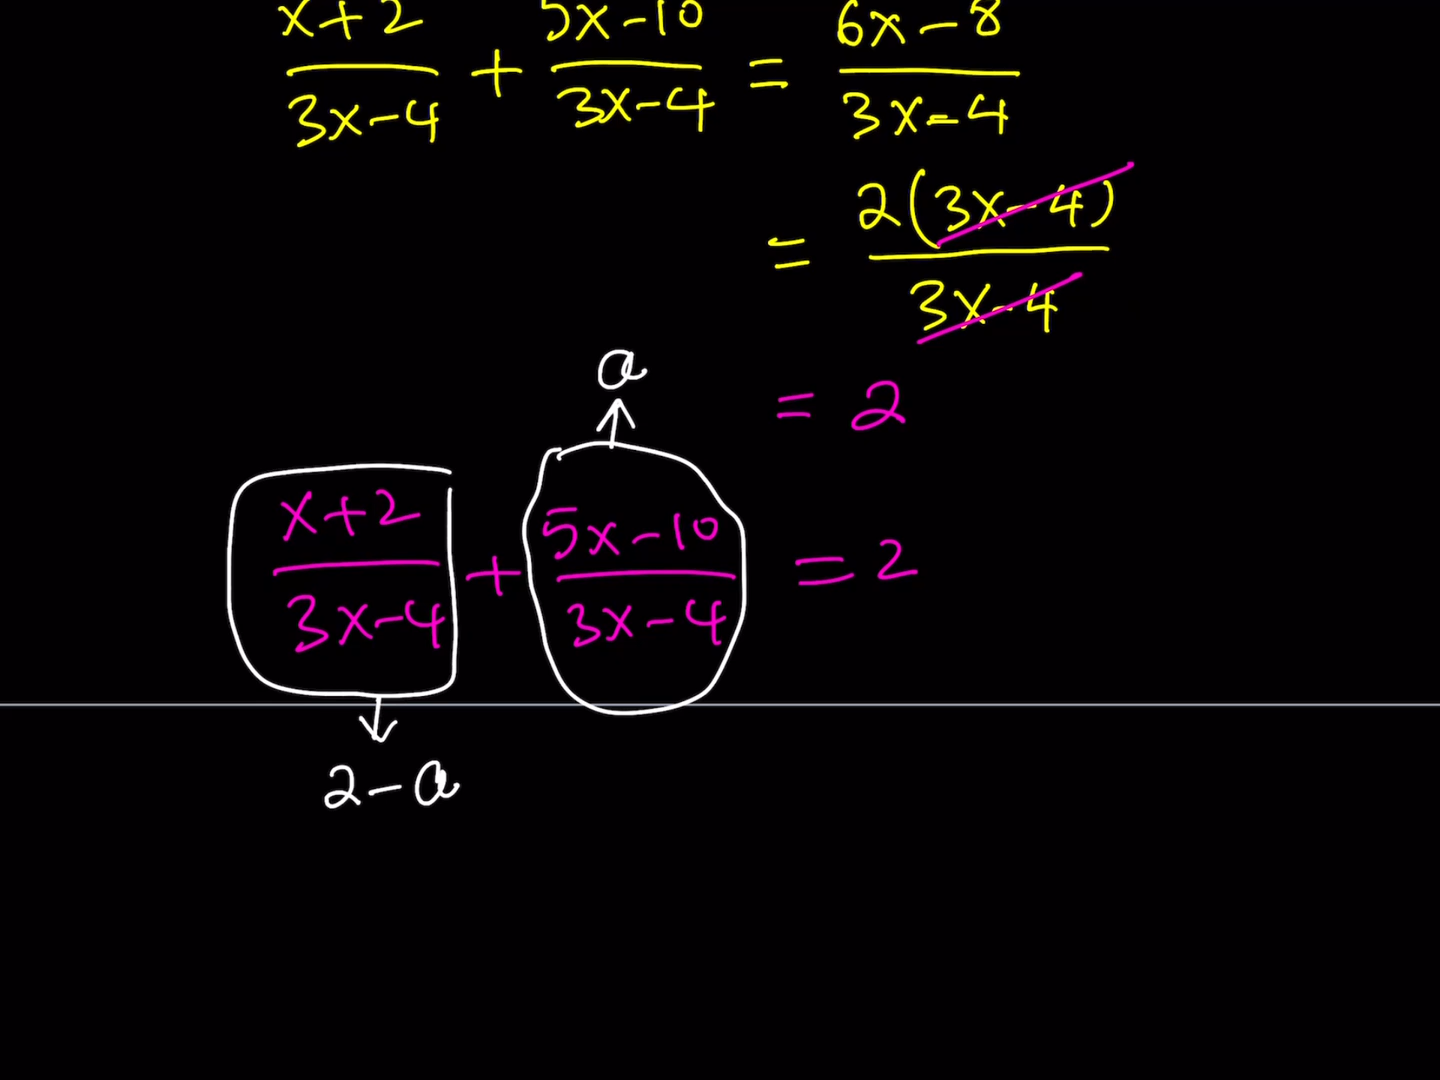 x+2/3x-4 + 5x-10/3x-4 = 6x-8/3x-4
= 2(3x-4)/3x-4
= 2
a
x+2/3x-4 + 5x-10/3x-4 = 2
2-a